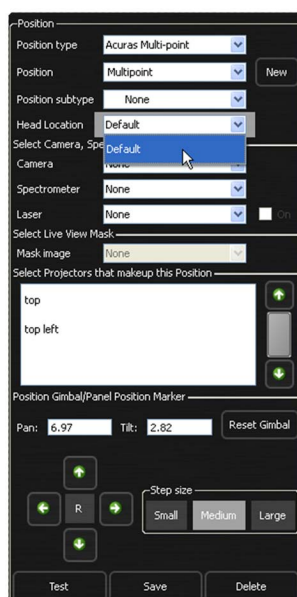 Position
Position type Acuras Multi-point
Position Multipoint New
Position subtype None
Head Location Default
Default
Select Camera, Spe
Camera None
Spectrometer None
Laser None On
Select Live View Mask
Mask image None
Select Projectors that makeup this Position
top
top left
Position Gimbal/Panel Position Marker
Pan: 6.97 Tilt: 2.82 Reset Gimbal
Step size
R Small Medium Large
Test Save Delete